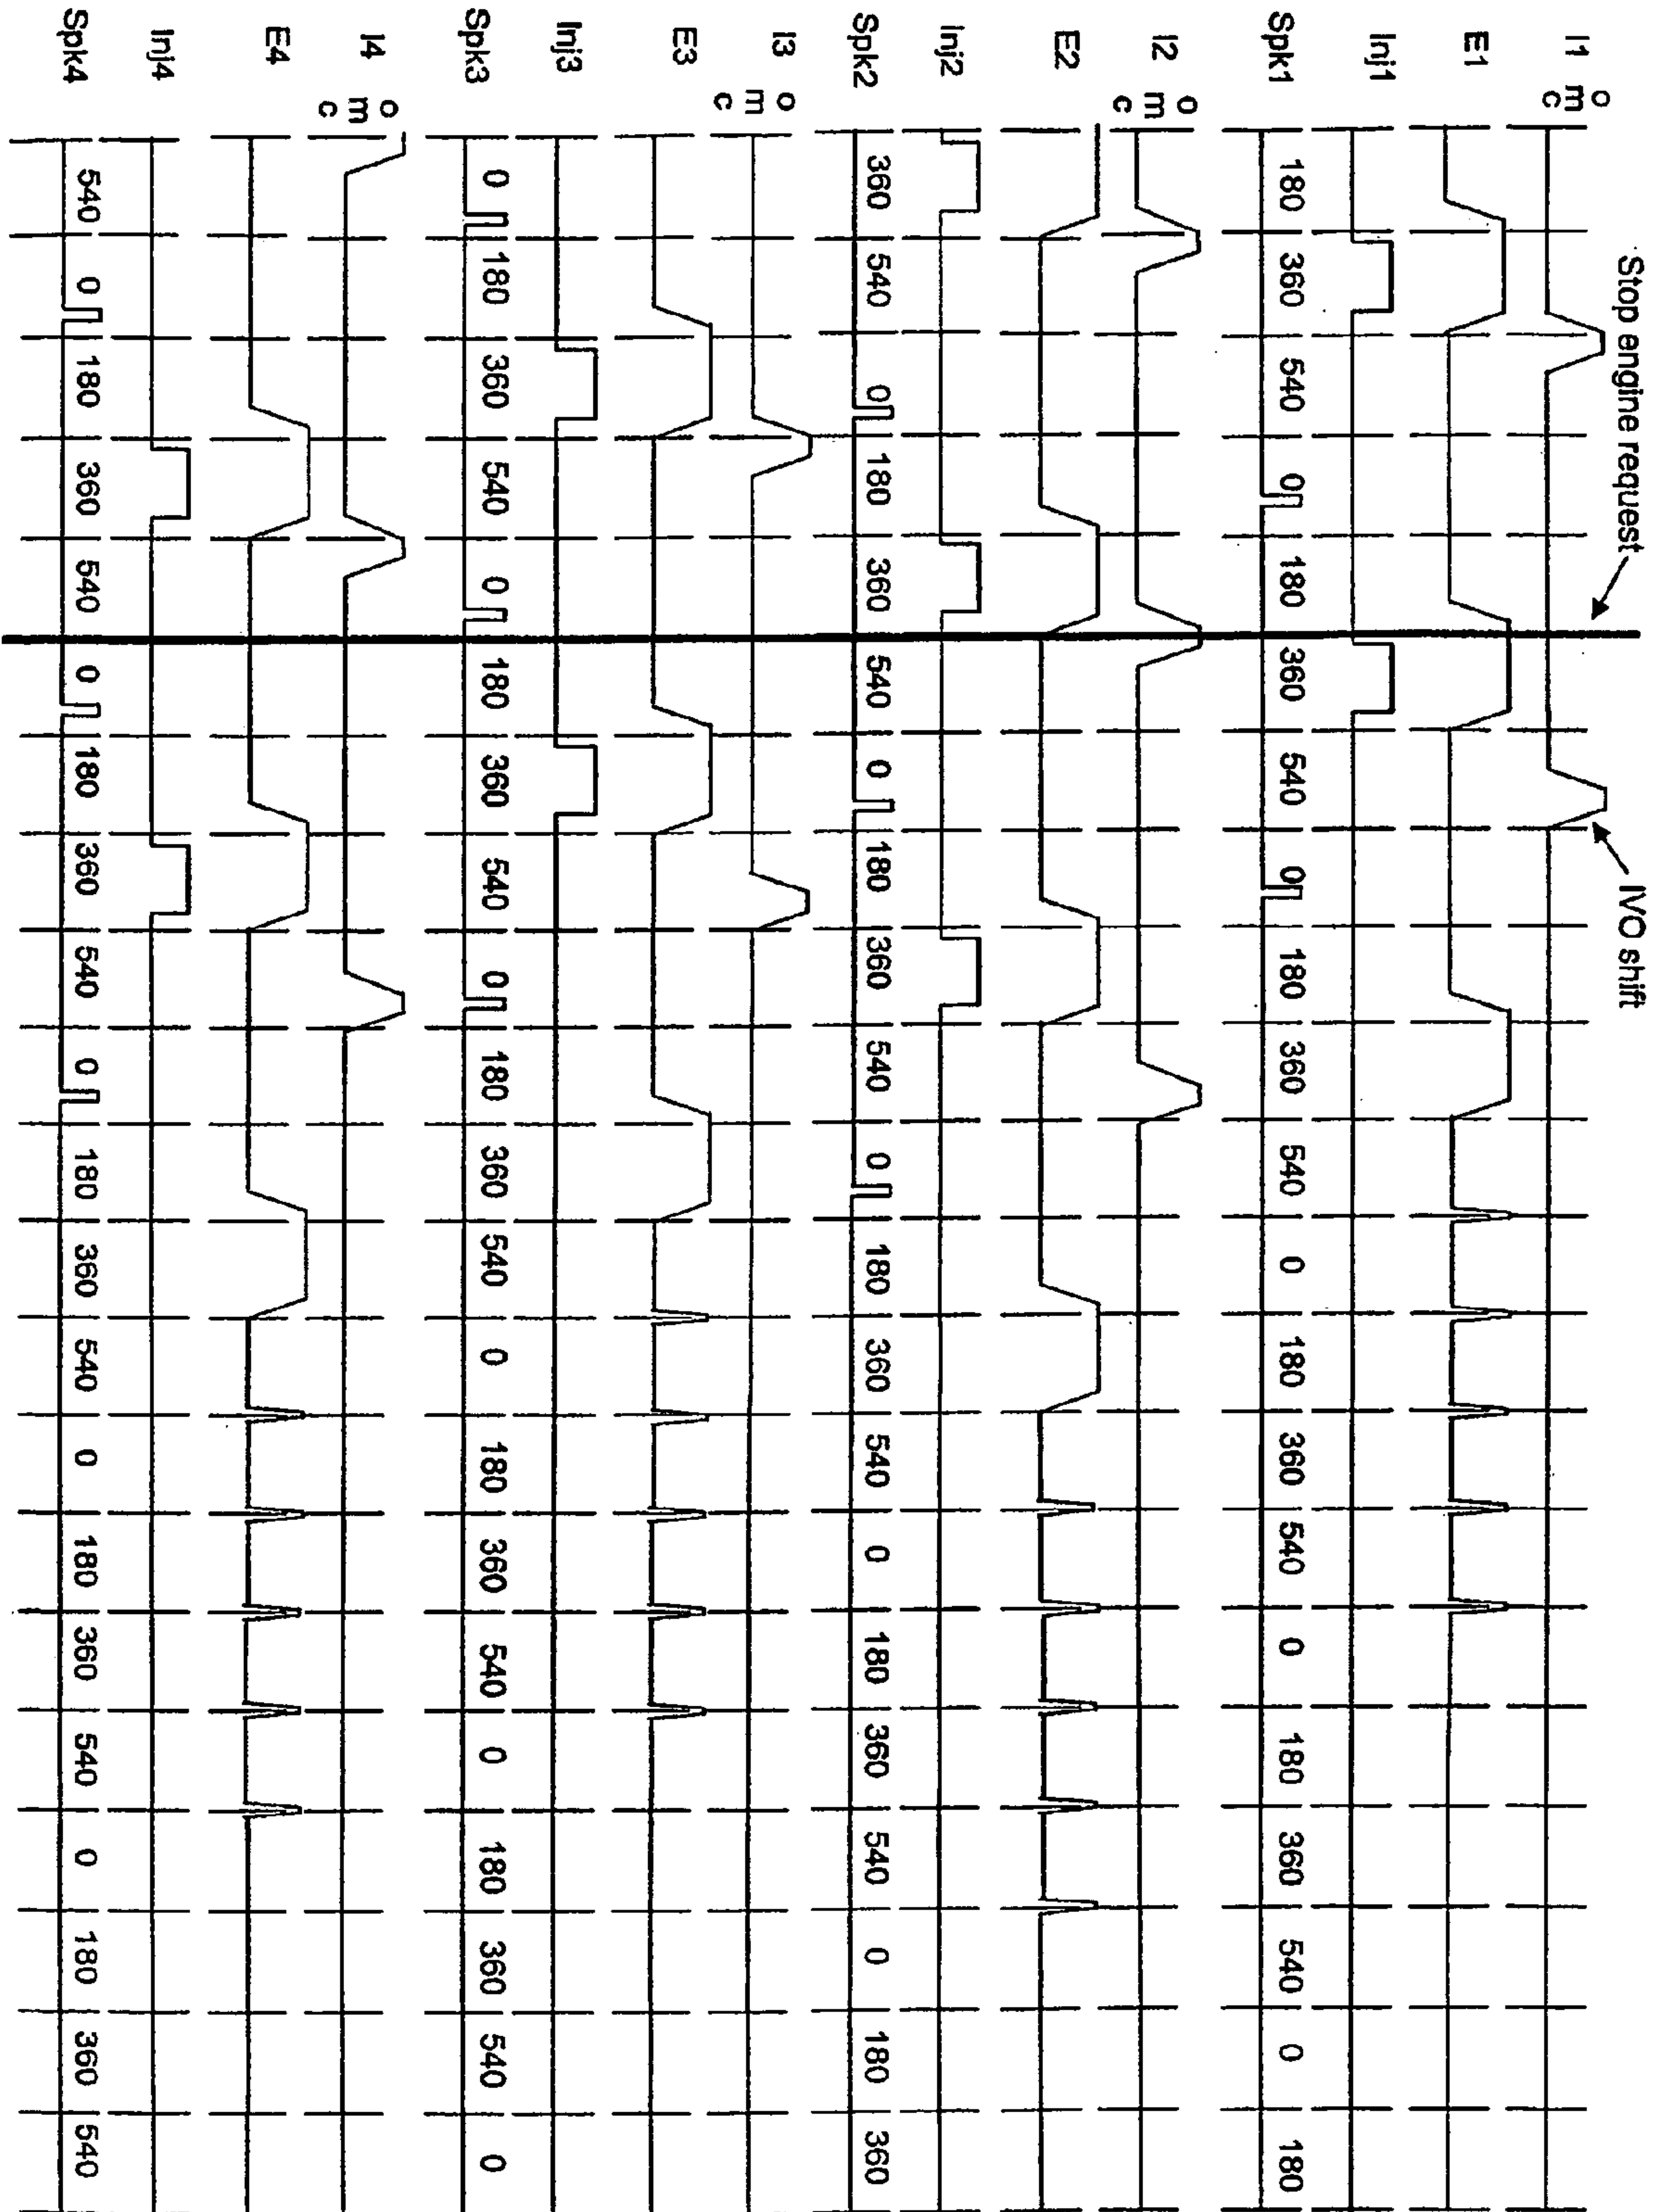 Stop engine request
IVO shift
o
I1 m
c
E1
Inj1
Spk1 180 360 540 0 180 360 540 0 180 360 540 0 180 360 540 0 180 360 540 0 180
o
I2 m
c
E2
Inj2
Spk2 360 540 0 180 360 540 0 180 360 540 0 180 360 540 0 180 360 540 0 180 360
o
I3 m
c
E3
Inj3
Spk3 0 180 360 540 0 180 360 540 0 180 360 540 0 180 360 540 0 180 360 540 0
o
I4 m
c
E4
Inj4
Spk4 540 0 180 360 540 0 180 360 540 0 180 360 540 0 180 360 540 0 180 360 540